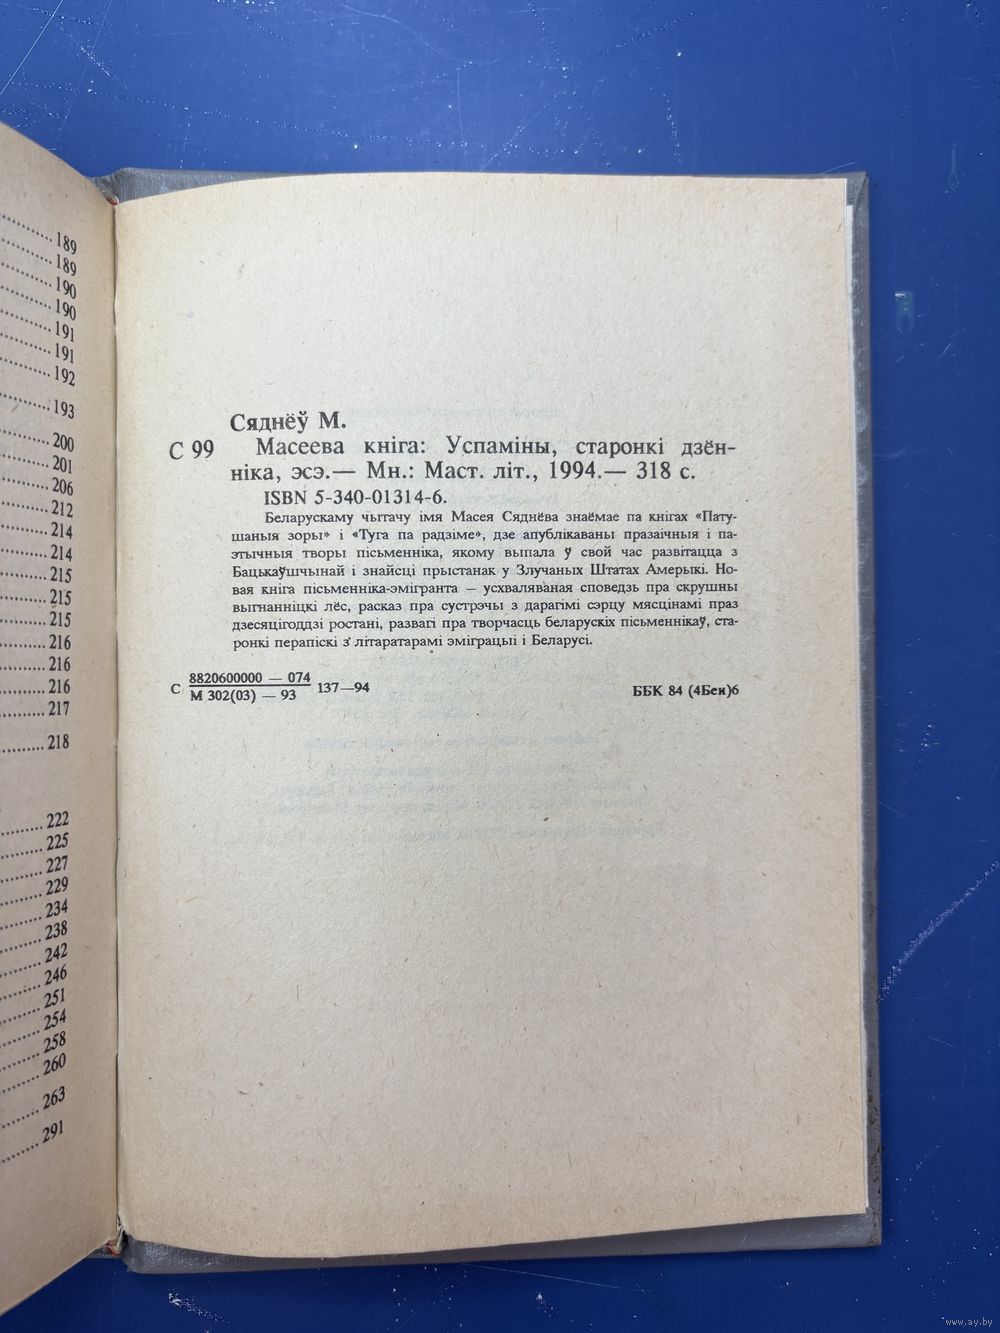 189
189
190
190
191
191
192
193
200
201
206
212
214
214
215
215
215
216
216
216
217
218
222
225
227
229
234
238
242
246
251
254
258
260
263
291
Сяднёў М.
С 99 Масеева кніга: Успаміны, старонкі дзён-
ніка, эсэ.— Мн.: Маст. літ., 1994.— 318 с.
ISBN 5-340-01314-6.
Беларускаму чытачу імя Масея Сяднёва знаёмае па кнігах «Пату-
шаныя зоры» і «Туга па радзіме», дзе апублікаваны празаічныя і па-
этычныя творы пісьменніка, якому выпала ў свой час развітацца з
Бацькаўшчынай і знайсці прыстанак у Злучаных Штатах Амерыкі. Но-
вая кніга пісьменніка-эмігранта — усхваляваная споведзь пра скрушны
выгнанніцкі лёс, расказ пра сустрэчы з дарагімі сэрцу мясцінамі праз
дзесяцігоддзі ростані, развагі пра творчасць беларускіх пісьменнікаў, ста-
ронкі перапіскі з літаратарамі эміграцыі і Беларусі.
С 8820600000 — 074
М 302(03) — 93 137—94 ББК 84 (4Беи)6
www.ay.by